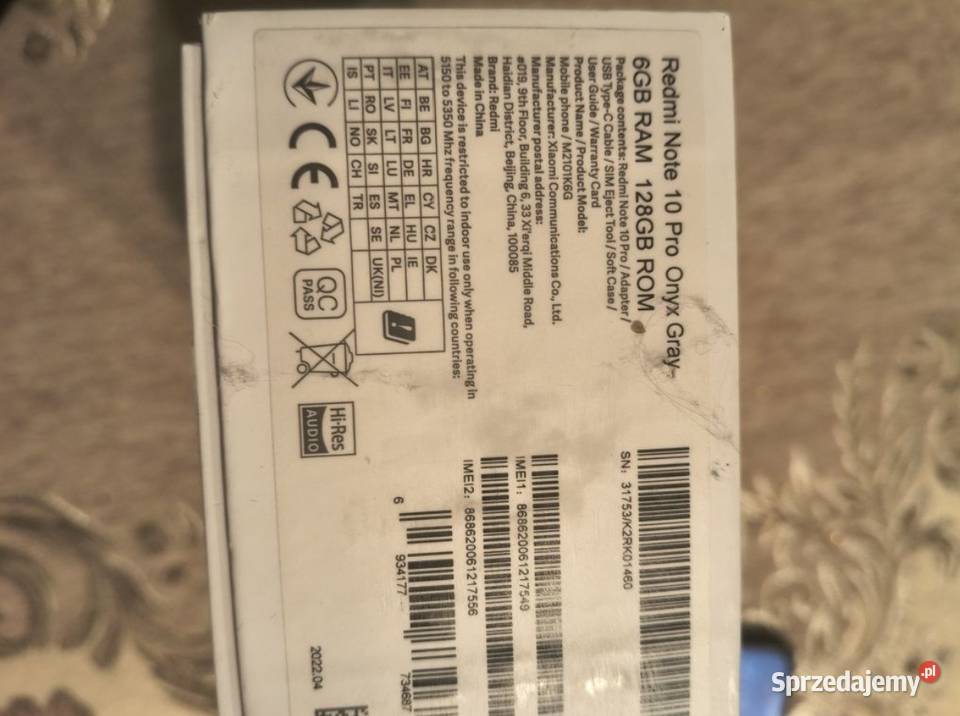 Redmi Note 10 Pro Onyx Gray-
6GB RAM 128GB ROM
Package contents: Redmi Note 10 Pro / Adapter /
USB Type-C Cable / SIM Eject Tool / Soft Case /
User Guide / Warranty Card
Product Name / Product Model:
Mobile phone / M2101K6G
Manufacturer: Xiaomi Communications Co., Ltd.
Manufacturer postal address:
#019, 9th Floor, Building 6, 33 Xi'erqi Middle Road,
Haidian District, Beijing, China, 100085
Brand: Redmi
Made in China
This device is restricted to indoor use only when operating in
5150 to 5350 Mhz frequency range in following countries:
AT BE BG HR CY CZ DK
EE FI FR DE EL HU IE
IT LV LT LU MT NL PL
PT RO SK SI ES SE UK(NI)
IS LI NO CH TR
CE
QC
PASS
Hi-Res
AUDIO
SN: 31753/K2RK01460
IMEI1: 868620061217549
IMEI2: 868620061217556
6 934177 734687
2022.04
Sprzedajemy.pl